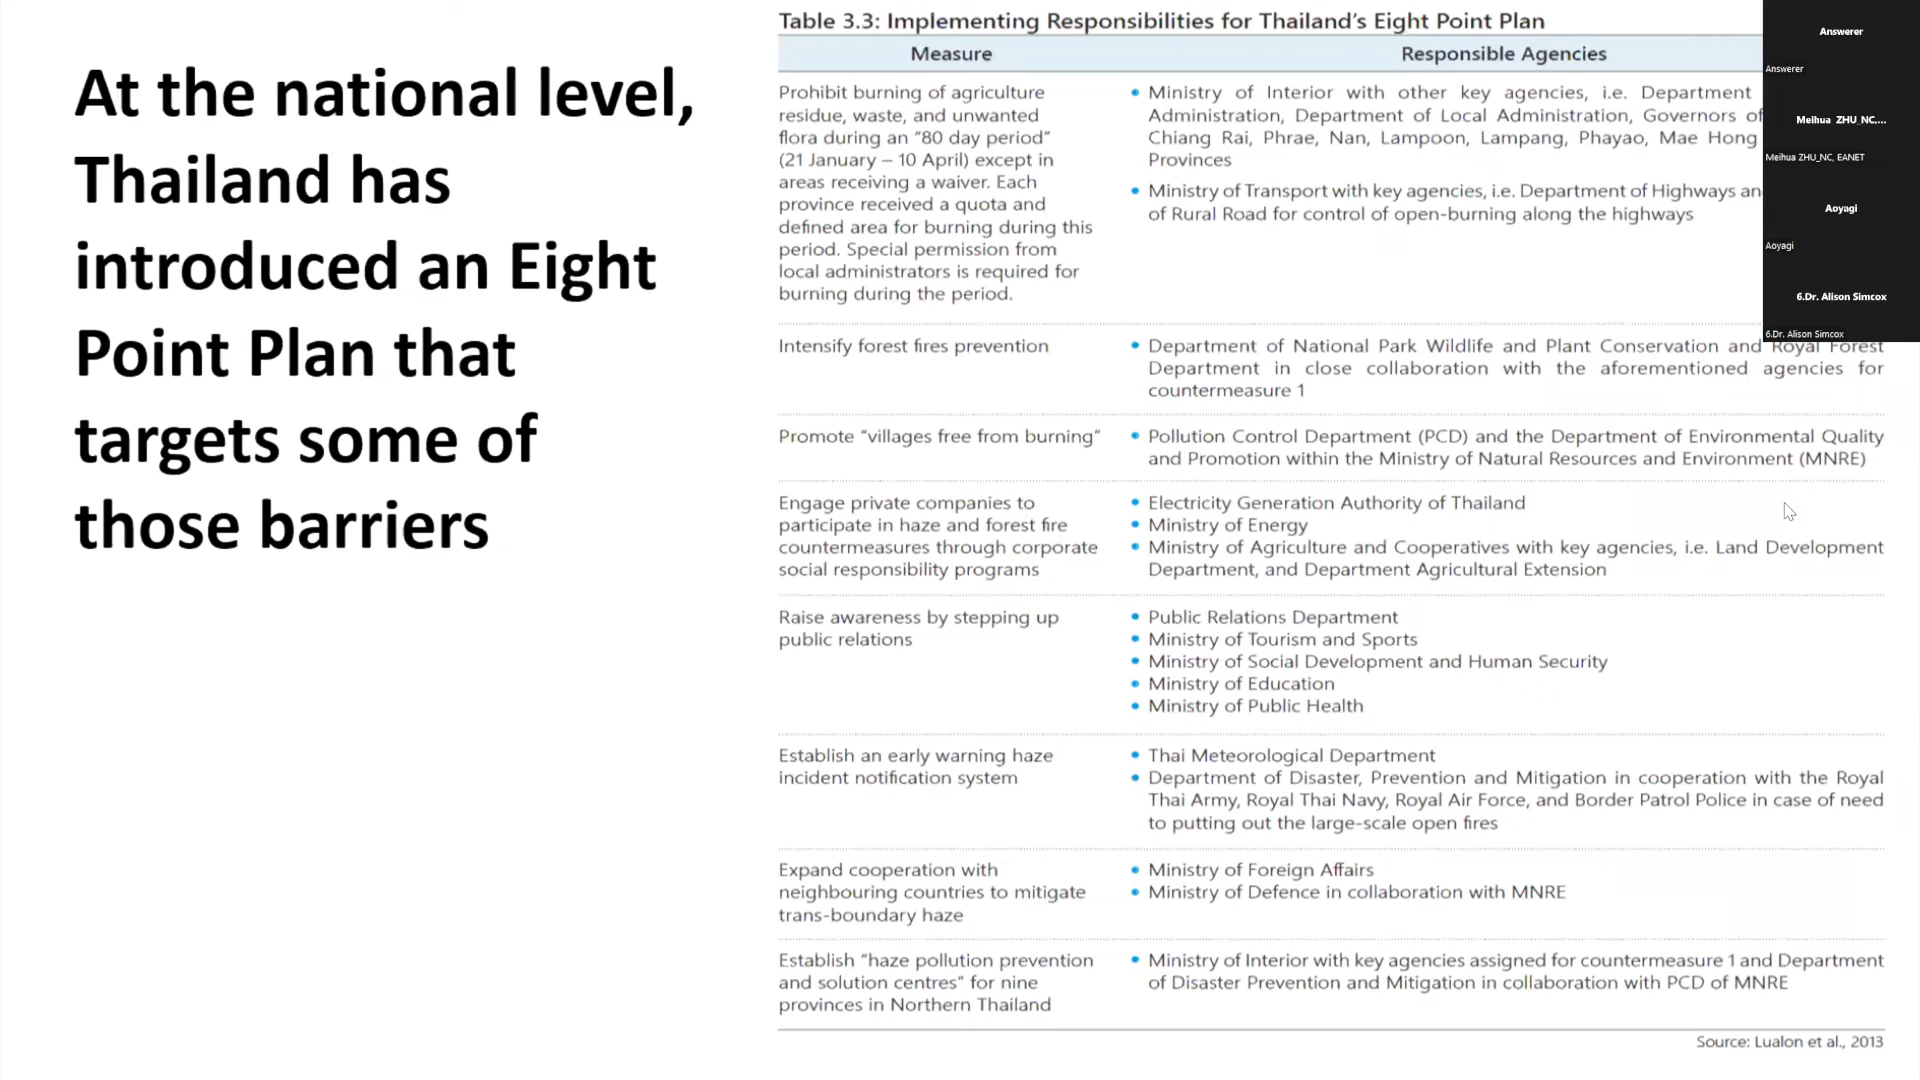 At the national level,
Thailand has
introduced an Eight
Point Plan that
targets some of
those barriers
Table 3.3: Implementing Responsibilities for Thailand’s Eight Point Plan
Measure
Responsible Agencies
Prohibit burning of agriculture
residue, waste, and unwanted
flora during an “80 day period”
(21 January – 10 April) except in
areas receiving a waiver. Each
province received a quota and
defined area for burning during this
period. Special permission from
local administrators is required for
burning during the period.
• Ministry of Interior with other key agencies, i.e. Department
Administration, Department of Local Administration, Governors of
Chiang Rai, Phrae, Nan, Lampoon, Lampang, Phayao, Mae Hong
Provinces
• Ministry of Transport with key agencies, i.e. Department of Highways an
of Rural Road for control of open-burning along the highways
Intensify forest fires prevention
• Department of National Park Wildlife and Plant Conservation and Royal Forest
Department in close collaboration with the aforementioned agencies for
countermeasure 1
Promote “villages free from burning”
• Pollution Control Department (PCD) and the Department of Environmental Quality
and Promotion within the Ministry of Natural Resources and Environment (MNRE)
Engage private companies to
participate in haze and forest fire
countermeasures through corporate
social responsibility programs
• Electricity Generation Authority of Thailand
• Ministry of Energy
• Ministry of Agriculture and Cooperatives with key agencies, i.e. Land Development
Department, and Department Agricultural Extension
Raise awareness by stepping up
public relations
• Public Relations Department
• Ministry of Tourism and Sports
• Ministry of Social Development and Human Security
• Ministry of Education
• Ministry of Public Health
Establish an early warning haze
incident notification system
• Thai Meteorological Department
• Department of Disaster, Prevention and Mitigation in cooperation with the Royal
Thai Army, Royal Thai Navy, Royal Air Force, and Border Patrol Police in case of need
to putting out the large-scale open fires
Expand cooperation with
neighbouring countries to mitigate
trans-boundary haze
• Ministry of Foreign Affairs
• Ministry of Defence in collaboration with MNRE
Establish “haze pollution prevention
and solution centres” for nine
provinces in Northern Thailand
• Ministry of Interior with key agencies assigned for countermeasure 1 and Department
of Disaster Prevention and Mitigation in collaboration with PCD of MNRE
Source: Lualon et al., 2013
Answerer
Answerer
Meihua ZHU_NC,...
Meihua ZHU_NC, EANET
Aoyagi
Aoyagi
6.Dr. Alison Simcox
6.Dr. Alison Simcox